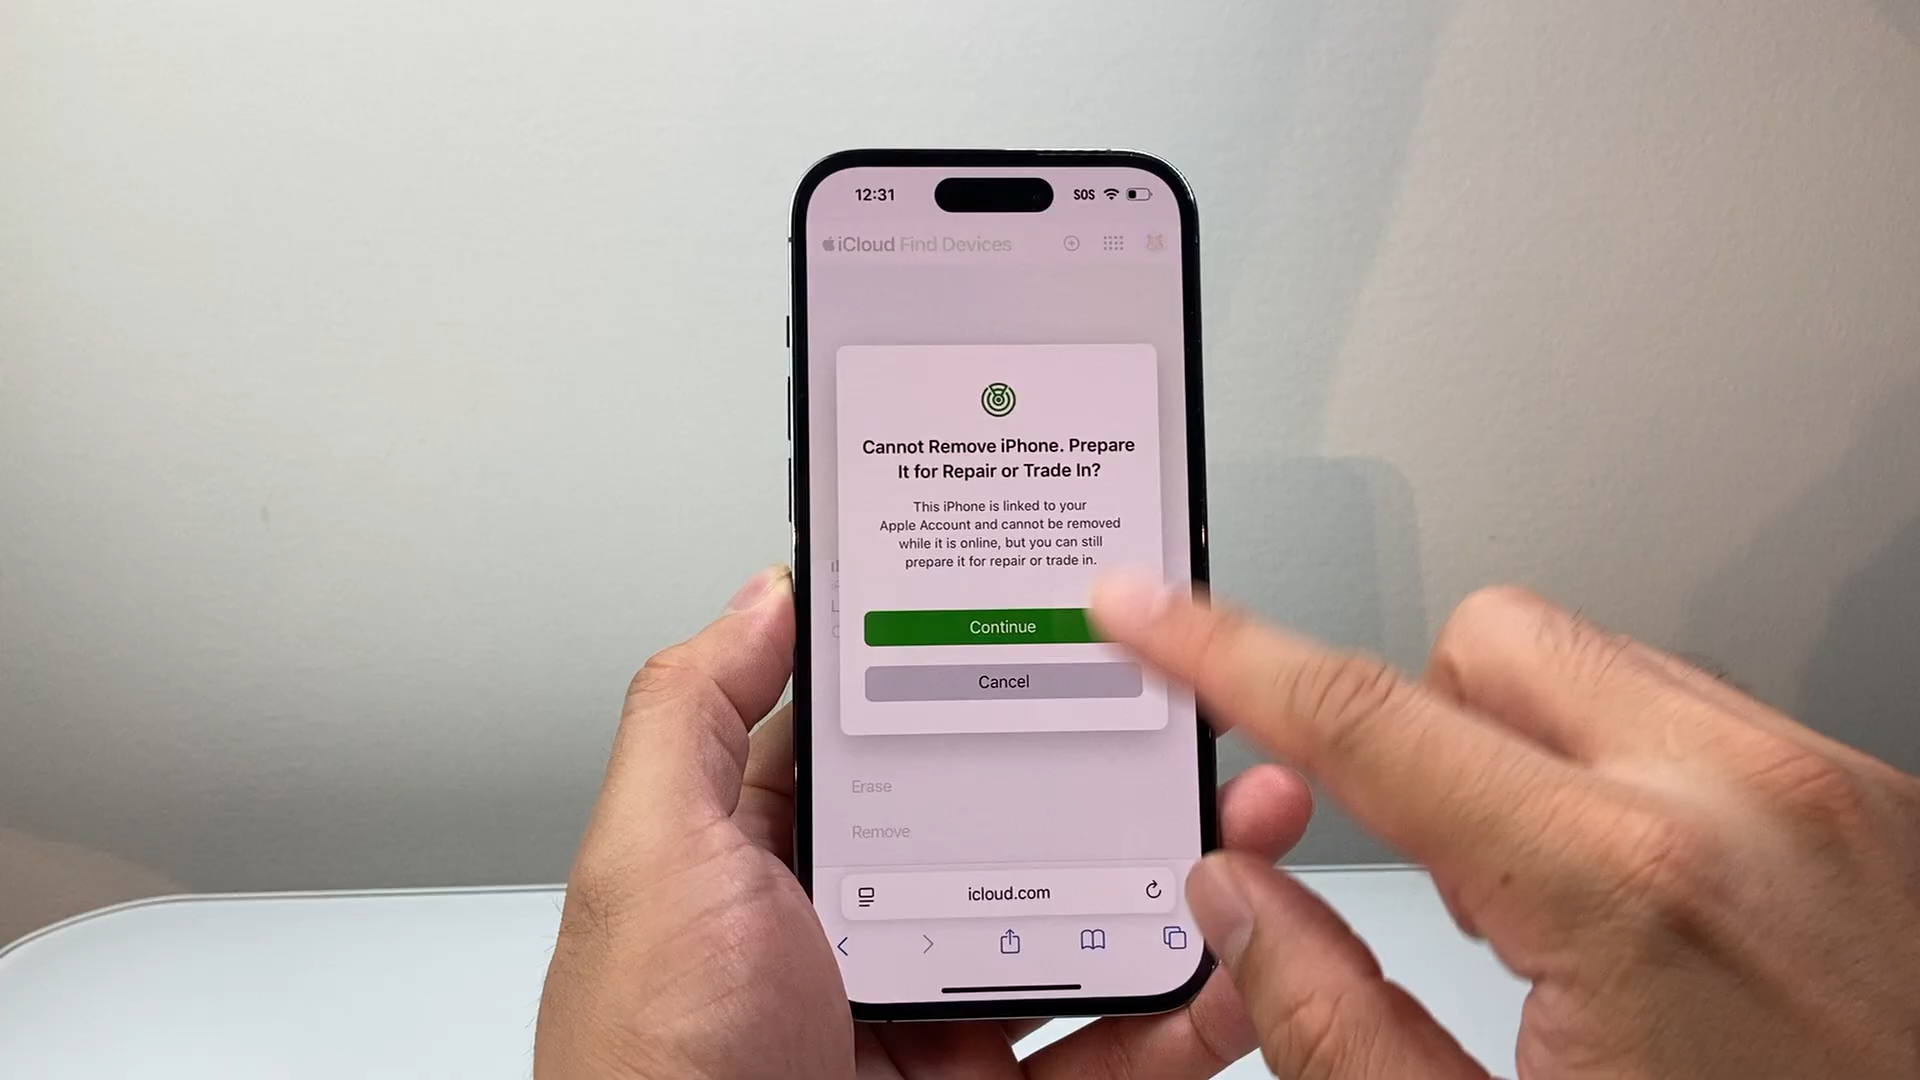 12:31 SOS
iCloud Find Devices
Cannot Remove iPhone. Prepare
It for Repair or Trade In?
This iPhone is linked to your
Apple Account and cannot be removed
while it is online, but you can still
prepare it for repair or trade in.
Continue
Cancel
Erase
Remove
icloud.com